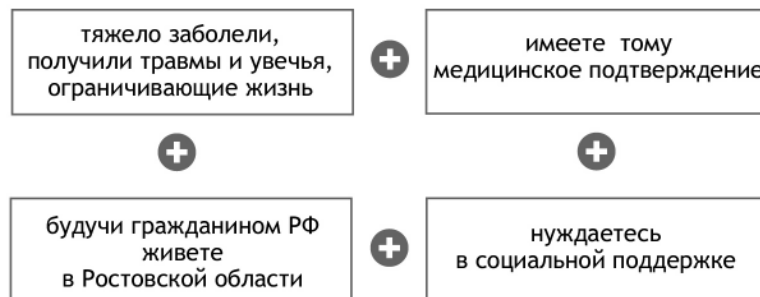 тяжело заболели,
получили травмы и увечья,
ограничивающие жизнь
имеете тому
медицинское подтверждение
будучи гражданином РФ
живете
в Ростовской области
нуждаетесь
в социальной поддержке